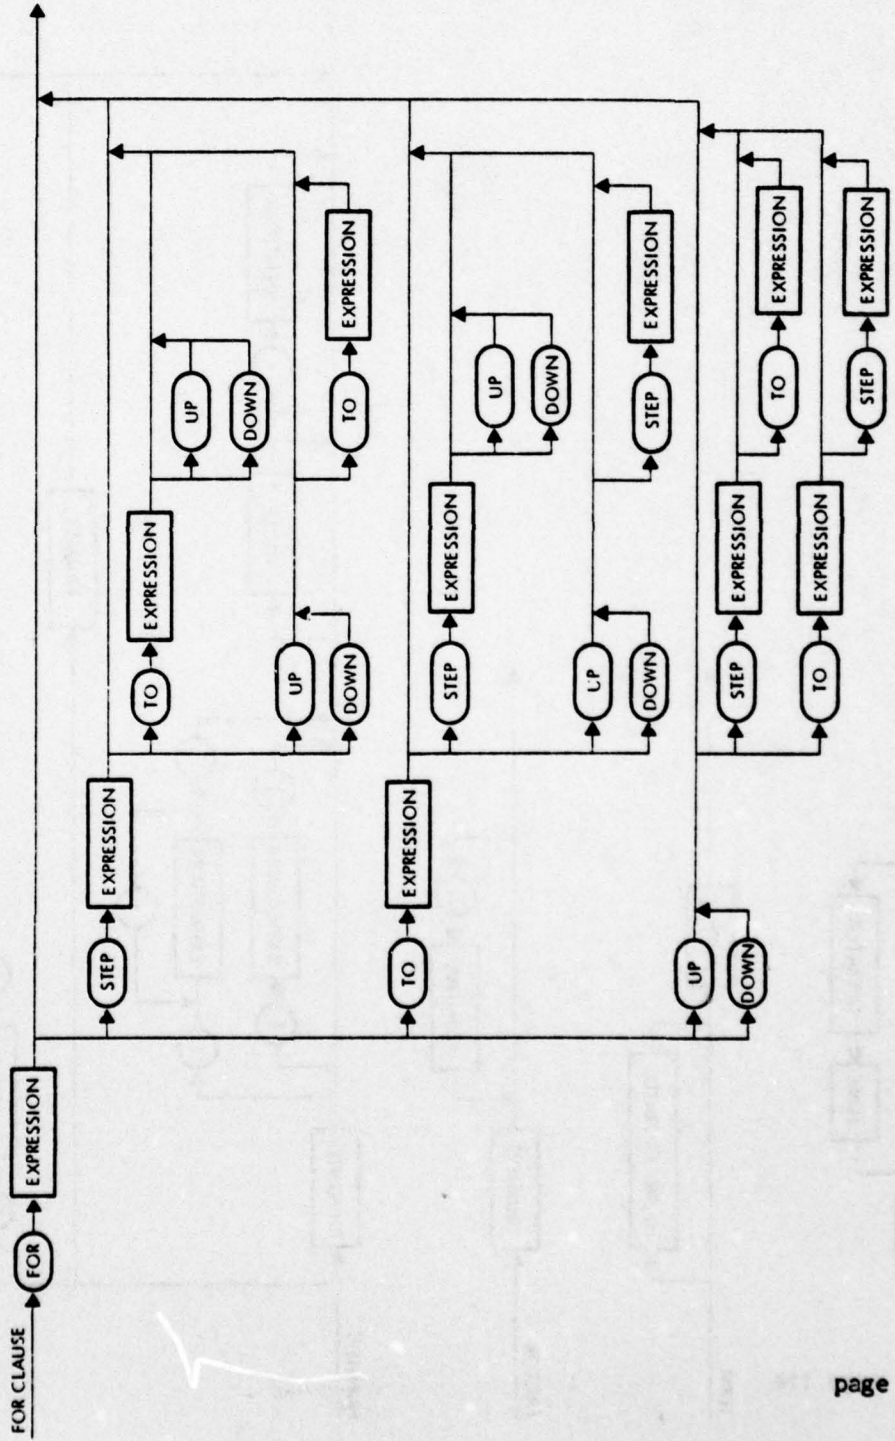 FOR CLAUSE
FOR EXPRESSION
STEP EXPRESSION
TO EXPRESSION
UP
DOWN
UP
DOWN TO EXPRESSION
TO EXPRESSION
STEP EXPRESSION
UP
DOWN
UP
DOWN STEP EXPRESSION
UP
DOWN STEP EXPRESSION
TO EXPRESSION
TO EXPRESSION
STEP EXPRESSION
page